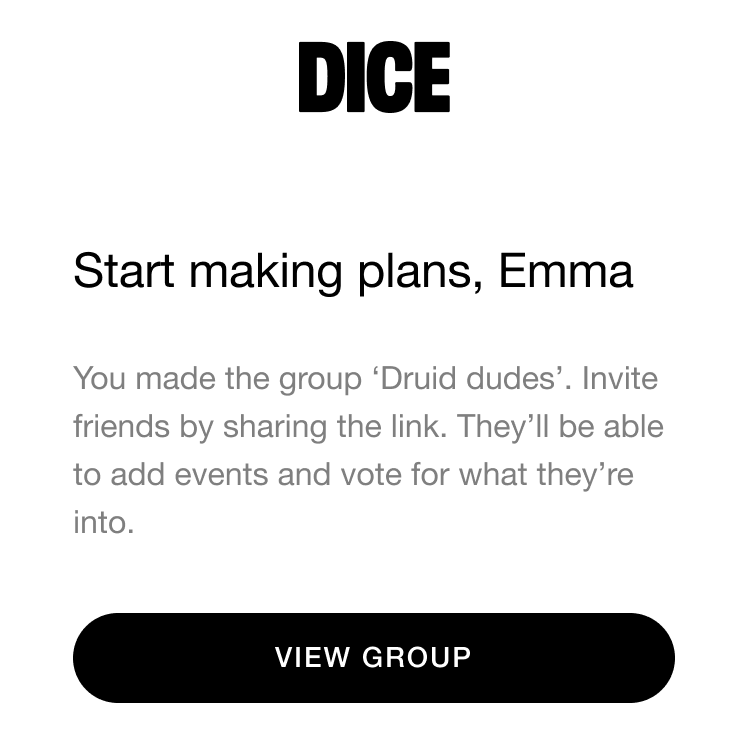 DICE
Start making plans, Emma
You made the group ‘Druid dudes’. Invite
friends by sharing the link. They’ll be able
to add events and vote for what they’re
into.
VIEW GROUP